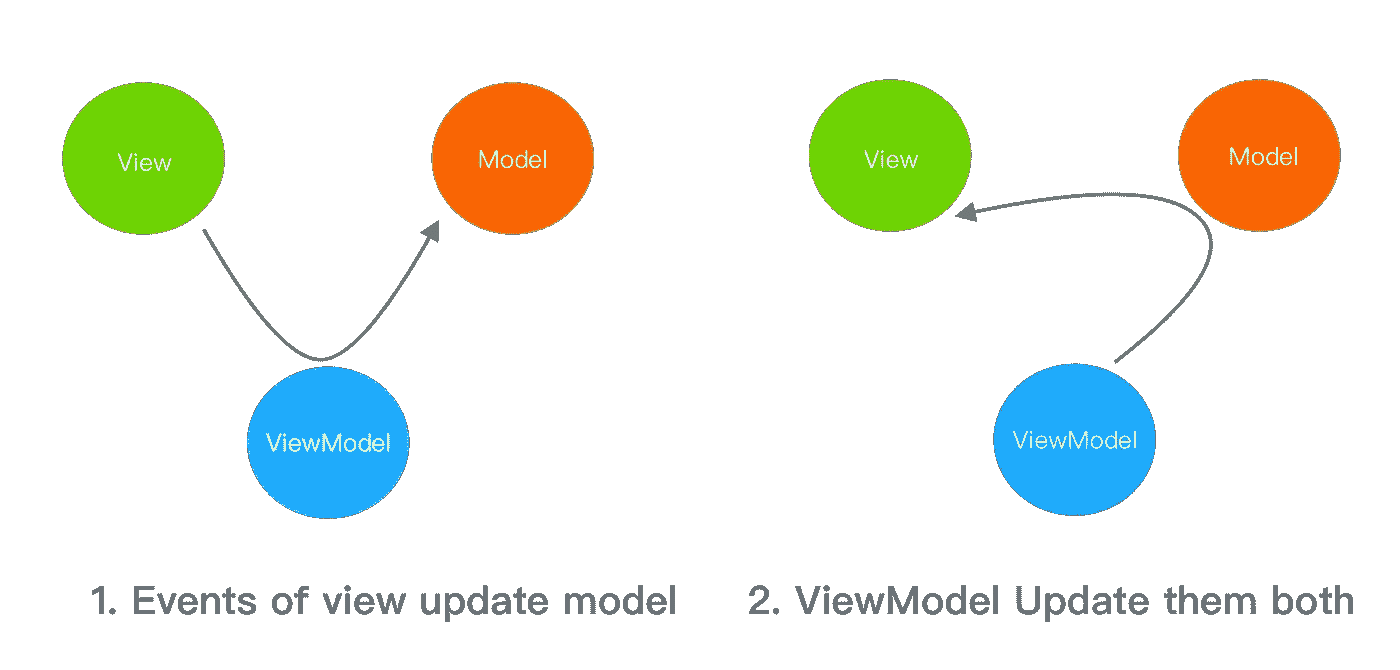 View
Model
ViewModel
1. Events of view update model
View
Model
ViewModel
2. ViewModel Update them both